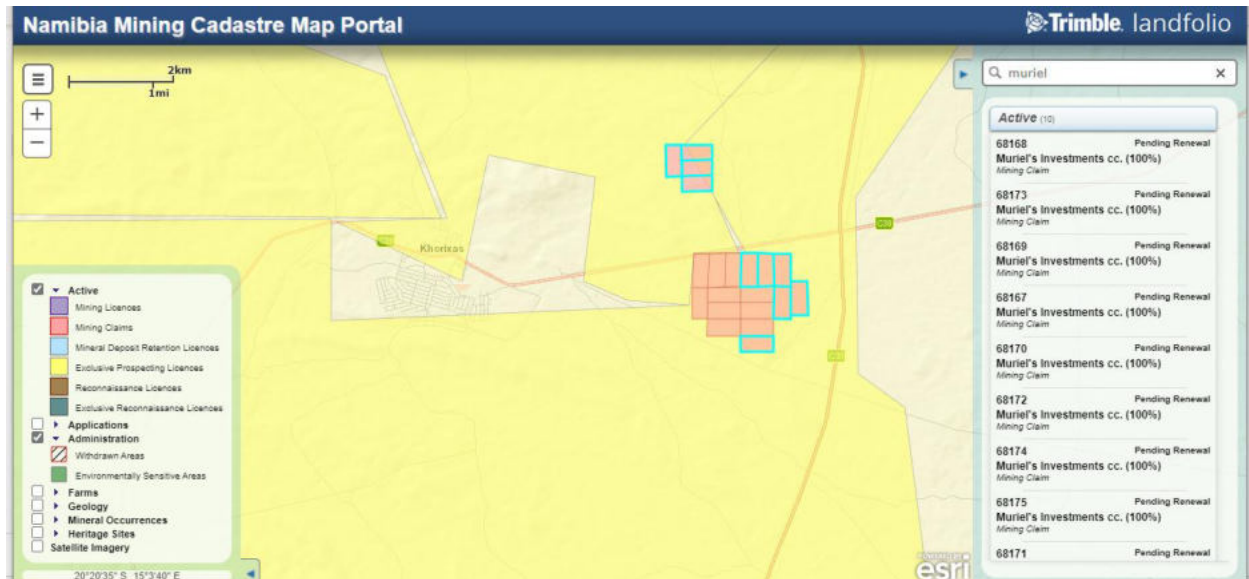 Namibia Mining Cadastre Map Portal
Trimble. landfolio
2km
1mi
+
−
muriel
Active (10)
68168 Pending Renewal
Muriel's Investments cc. (100%)
Mining Claim
68173 Pending Renewal
Muriel's Investments cc. (100%)
Mining Claim
68169 Pending Renewal
Muriel's Investments cc. (100%)
Mining Claim
68167 Pending Renewal
Muriel's Investments cc. (100%)
Mining Claim
68170 Pending Renewal
Muriel's Investments cc. (100%)
Mining Claim
68172 Pending Renewal
Muriel's Investments cc. (100%)
Mining Claim
68174 Pending Renewal
Muriel's Investments cc. (100%)
Mining Claim
68175 Pending Renewal
Muriel's Investments cc. (100%)
Mining Claim
68171 Pending Renewal
Khorixas
C39
Active
Mining Licences
Mining Claims
Mineral Deposit Retention Licences
Exclusive Prospecting Licences
Reconnaissance Licences
Exclusive Reconnaissance Licences
Applications
Administration
Withdrawn Areas
Environmentally Sensitive Areas
Farms
Geology
Mineral Occurrences
Heritage Sites
Satellite Imagery
20°20'35" S 15°3'40" E
esri